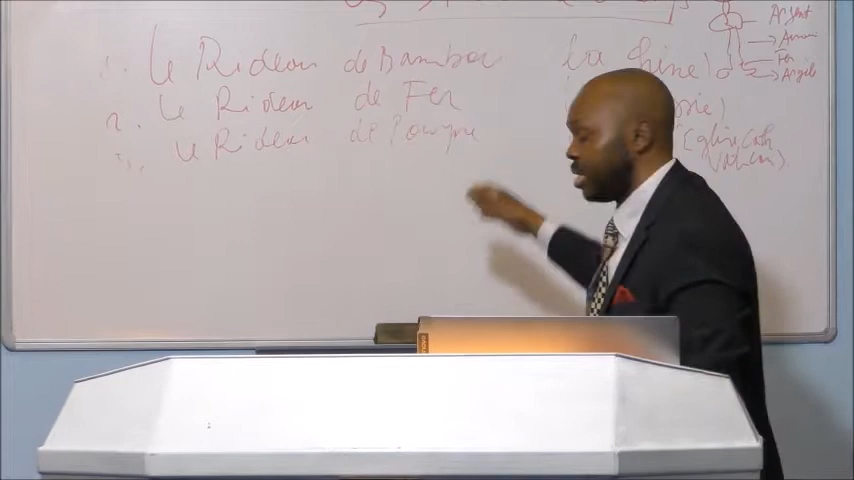 Argent
1. Le Rideau de Bambou (la Chine)
Fer
Argile
2. Le Rideau de Fer
3. Le Rideau de Pourpre (Eglise Cath
Vatican)